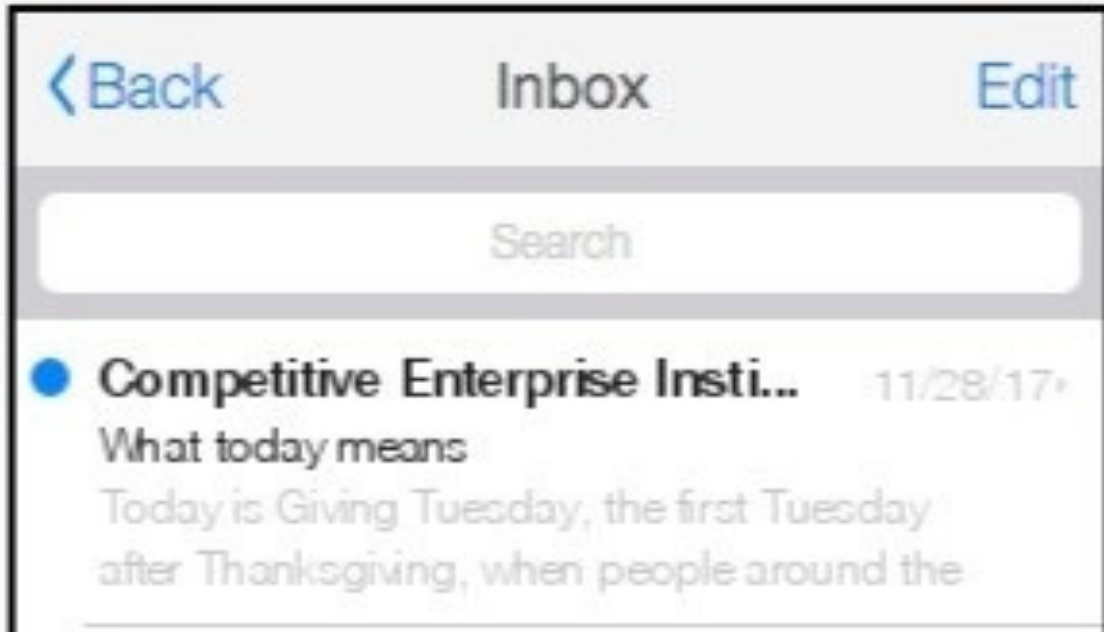 Back Inbox Edit
Search
Competitive Enterprise Insti... 11/28/17
What today means
Today is Giving Tuesday, the first Tuesday
after Thanksgiving, when people around the